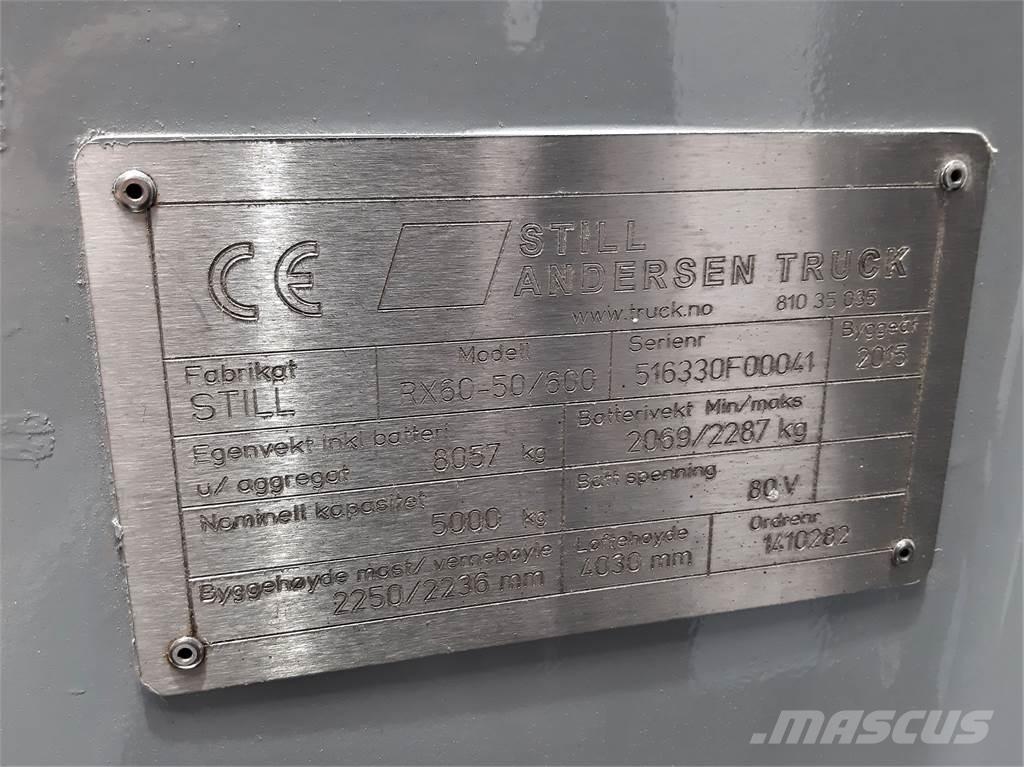 CE
STILL
ANDERSEN TRUCK
www.truck.no 810 35 035
Fabrikat
STILL
Modell
RX60-50/600
Serienr
516330F00041
Byggeår
2015
Egenvekt inkl batteri
u/ aggregat 8057 kg
Batterivekt Min/maks
2069/2287 kg
Nominell kapasitet
5000 kg
Batt spenning
80 V
Byggehøyde mast/ vernebøyle
2250/2236 mm
Løftehøyde
4030 mm
Ordrenr
1410282
MASCUS